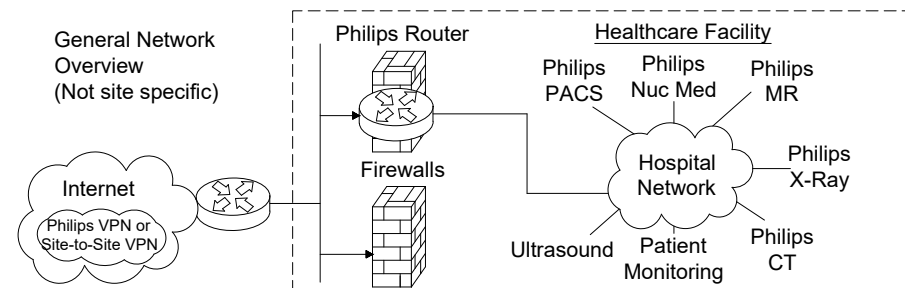 General Network
Overview
(Not site specific)
Philips Router
Healthcare Facility
Philips
PACS
Philips
Nuc Med
Philips
MR
Firewalls
Internet
Philips VPN or
Site-to-Site VPN
Hospital
Network
Philips
X-Ray
Ultrasound
Patient
Monitoring
Philips
CT